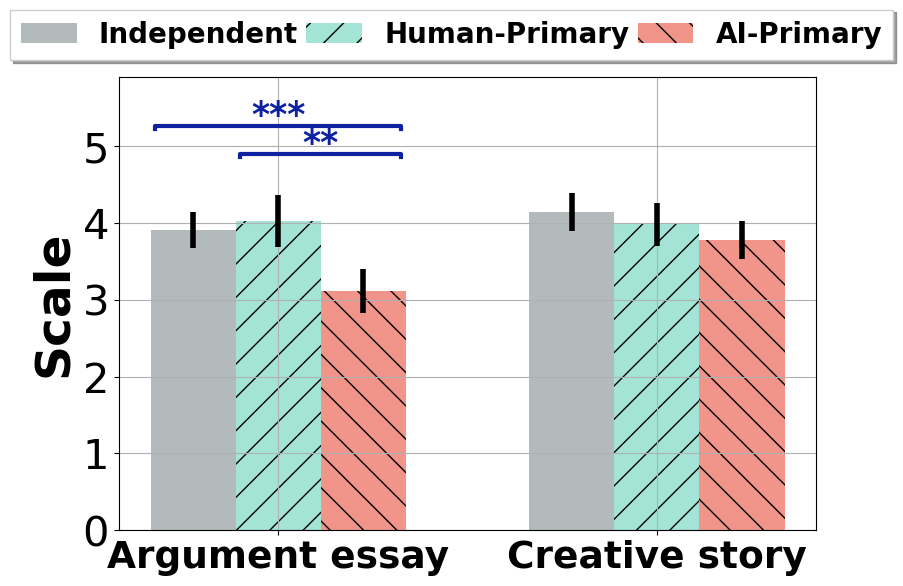 Independent Human-Primary AI-Primary
***
**
Scale
5
4
3
2
1
0
Argument essay Creative story